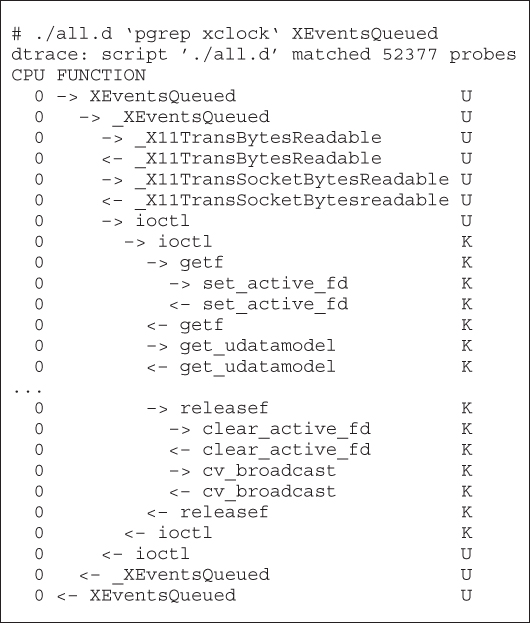 # ./all.d ‘pgrep xclock‘ XEventsQueued
dtrace: script ’./all.d’ matched 52377 probes
CPU FUNCTION
  0 –> XEventsQueued                    U
  0   –> _XEventsQueued                 U
  0     –> _X11TransBytesReadable       U
  0     <– _X11TransBytesReadable       U
  0     –> _X11TransSocketBytesReadable U
  0     <– _X11TransSocketBytesreadable U
  0     –> ioctl                        U
  0       –> ioctl                      K
  0         –> getf                     K
  0           –> set_active_fd          K
  0           <– set_active_fd          K
  0         <– getf                     K
  0         –> get_udatamodel           K
  0         <– get_udatamodel           K
...
  0         –> releasef                 K
  0           –> clear_active_fd        K
  0           <– clear_active_fd        K
  0           –> cv_broadcast           K
  0           <– cv_broadcast           K
  0         <– releasef                 K
  0       <– ioctl                      K
  0     <– ioctl                        U
  0   <– _XEventsQueued                 U
  0 <– XEventsQueued                    U